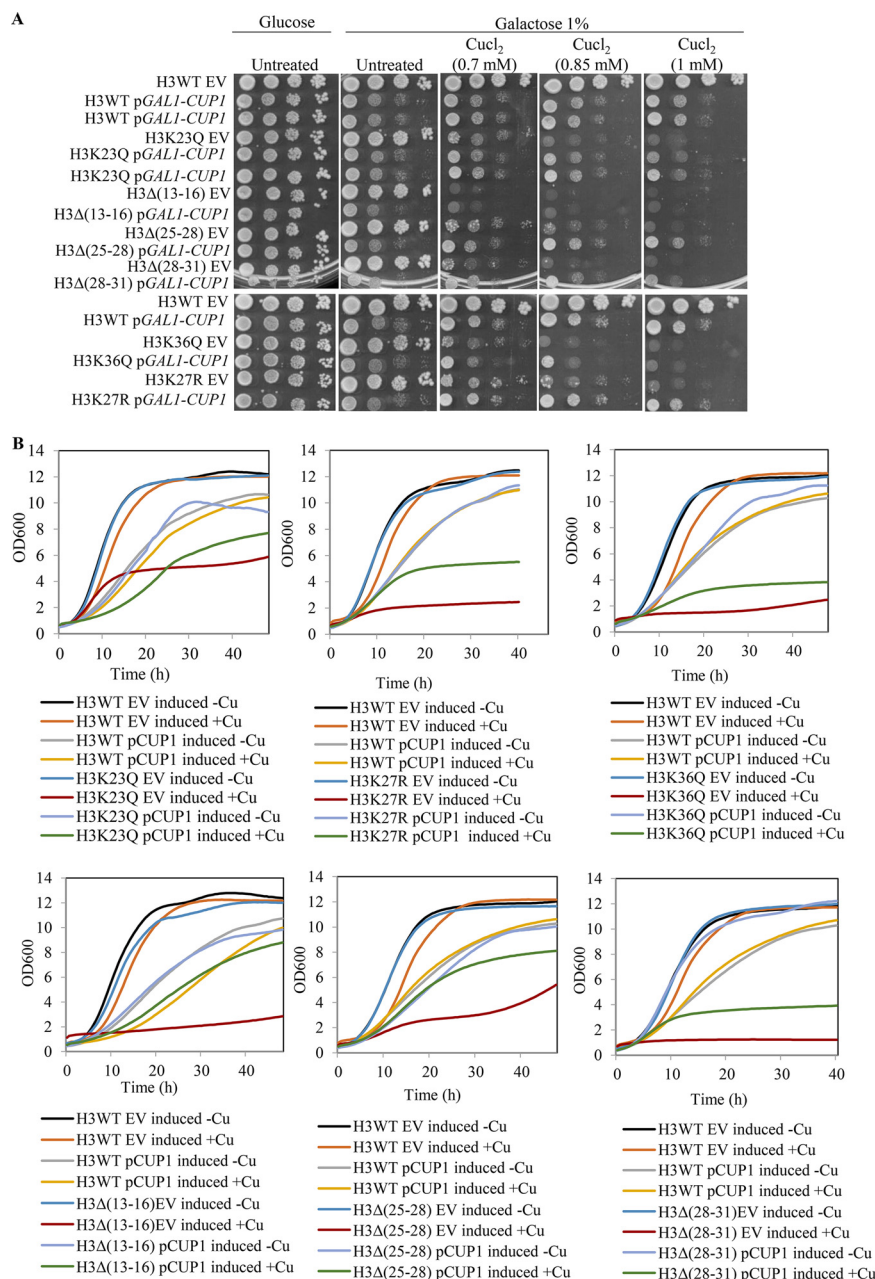 A
Glucose
Galactose 1%
Untreated
Untreated
Cucl2
(0.7 mM)
Cucl2
(0.85 mM)
Cucl2
(1 mM)
H3WT EV
H3WT pGAL1-CUP1
H3WT pGAL1-CUP1
H3K23Q EV
H3K23Q pGAL1-CUP1
H3K23Q pGAL1-CUP1
H3Δ(13-16) EV
H3Δ(13-16) pGAL1-CUP1
H3Δ(25-28) EV
H3Δ(25-28) pGAL1-CUP1
H3Δ(28-31) EV
H3Δ(28-31) pGAL1-CUP1
H3WT EV
H3WT pGAL1-CUP1
H3K36Q EV
H3K36Q pGAL1-CUP1
H3K27R EV
H3K27R pGAL1-CUP1
B
OD600
14
12
10
8
6
4
2
0
0 10 20 30 40
Time (h)
H3WT EV induced -Cu
H3WT EV induced +Cu
H3WT pCUP1 induced -Cu
H3WT pCUP1 induced +Cu
H3K23Q EV induced -Cu
H3K23Q EV induced +Cu
H3K23Q pCUP1 induced -Cu
H3K23Q pCUP1 induced +Cu
OD600
14
12
10
8
6
4
2
0
0 10 20 30 40
Time (h)
H3WT EV induced -Cu
H3WT EV induced +Cu
H3WT pCUP1 induced -Cu
H3WT pCUP1 induced +Cu
H3K27R EV induced -Cu
H3K27R EV induced +Cu
H3K27R pCUP1 induced -Cu
H3K27R pCUP1 induced +Cu
OD600
14
12
10
8
6
4
2
0
0 10 20 30 40
Time (h)
H3WT EV induced -Cu
H3WT EV induced +Cu
H3WT pCUP1 induced -Cu
H3WT pCUP1 induced +Cu
H3K36Q EV induced -Cu
H3K36Q EV induced +Cu
H3K36Q pCUP1 induced -Cu
H3K36Q pCUP1 induced +Cu
OD600
14
12
10
8
6
4
2
0
0 10 20 30 40
Time (h)
H3WT EV induced -Cu
H3WT EV induced +Cu
H3WT pCUP1 induced -Cu
H3WT pCUP1 induced +Cu
H3Δ(13-16)EV induced -Cu
H3Δ(13-16)EV induced +Cu
H3Δ(13-16) pCUP1 induced -Cu
H3Δ(13-16) pCUP1 induced +Cu
OD600
14
12
10
8
6
4
2
0
0 10 20 30 40
Time (h)
H3WT EV induced -Cu
H3WT EV induced +Cu
H3WT pCUP1 induced -Cu
H3WT pCUP1 induced +Cu
H3Δ(25-28) EV induced -Cu
H3Δ(25-28) EV induced +Cu
H3Δ(25-28) pCUP1 induced -Cu
H3Δ(25-28) pCUP1 induced +Cu
OD600
14
12
10
8
6
4
2
0
0 10 20 30 40
Time (h)
H3WT EV induced -Cu
H3WT EV induced +Cu
H3WT pCUP1 induced -Cu
H3WT pCUP1 induced +Cu
H3Δ(28-31)EV induced -Cu
H3Δ(28-31) EV induced +Cu
H3Δ(28-31) pCUP1 induced -Cu
H3Δ(28-31) pCUP1 induced +Cu